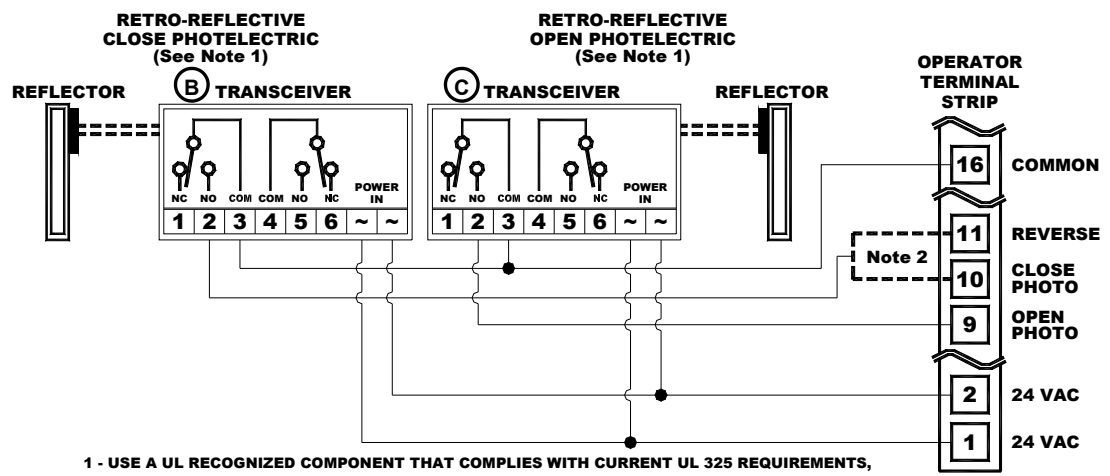 RETRO-REFLECTIVE
CLOSE PHOTELECTRIC
(See Note 1)
RETRO-REFLECTIVE
OPEN PHOTELECTRIC
(See Note 1)
OPERATOR
TERMINAL
STRIP
REFLECTOR
B TRANSCEIVER
C TRANSCEIVER
REFLECTOR
NC NO COM COM NO NC POWER IN
1 2 3 4 5 6 ~ ~
NC NO COM COM NO NC POWER IN
1 2 3 4 5 6 ~ ~
16 COMMON
11 REVERSE
Note 2
10 CLOSE PHOTO
9 OPEN PHOTO
2 24 VAC
1 24 VAC
1 - USE A UL RECOGNIZED COMPONENT THAT COMPLIES WITH CURRENT UL 325 REQUIREMENTS,